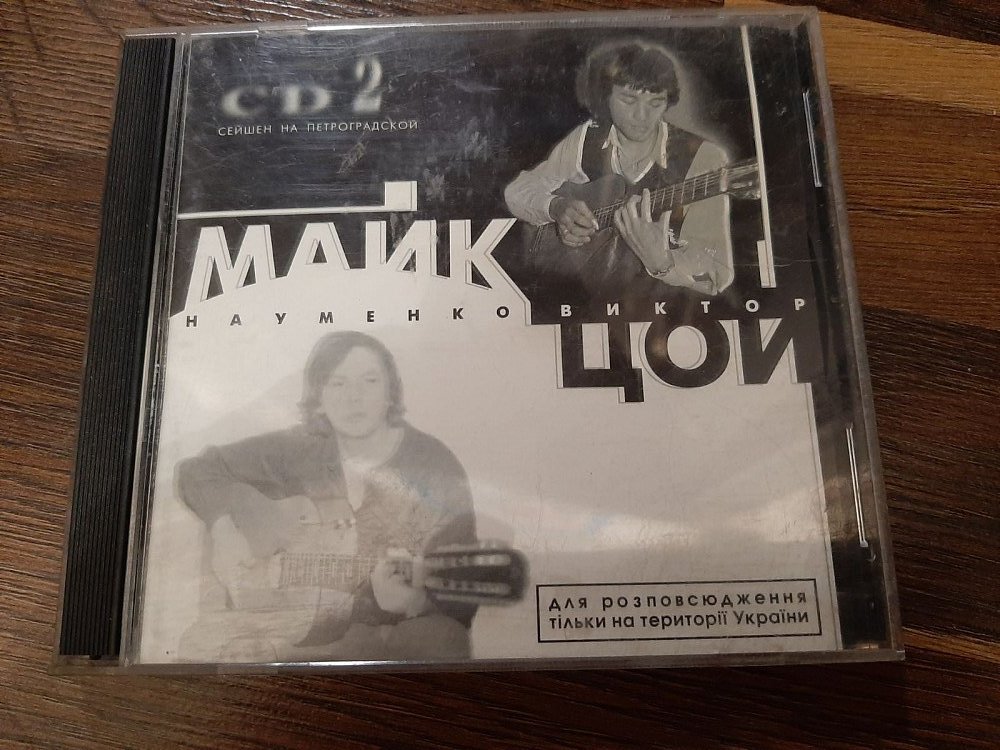 CD 2
СЕЙШЕН НА ПЕТРОГРАДСКОЙ
МАЙК
НАУМЕНКО
ВИКТОР
ЦОЙ
для розповсюдження
тільки на території України